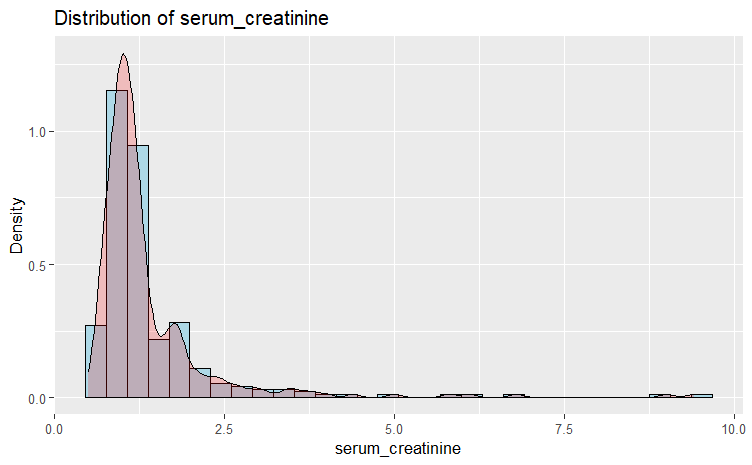 Distribution of serum_creatinine
Density
1.0
0.5
0.0
0.0 2.5 5.0 7.5 10.0
serum_creatinine